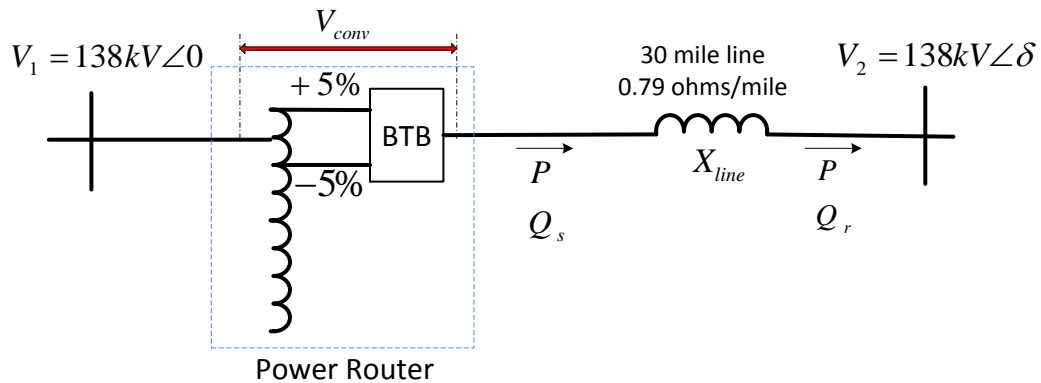 V_conv
V_1 = 138kV∠0
30 mile line
0.79 ohms/mile
V_2 = 138kV∠δ
+5%
BTB
−5%
P
Q_s
X_line
P
Q_r
Power Router